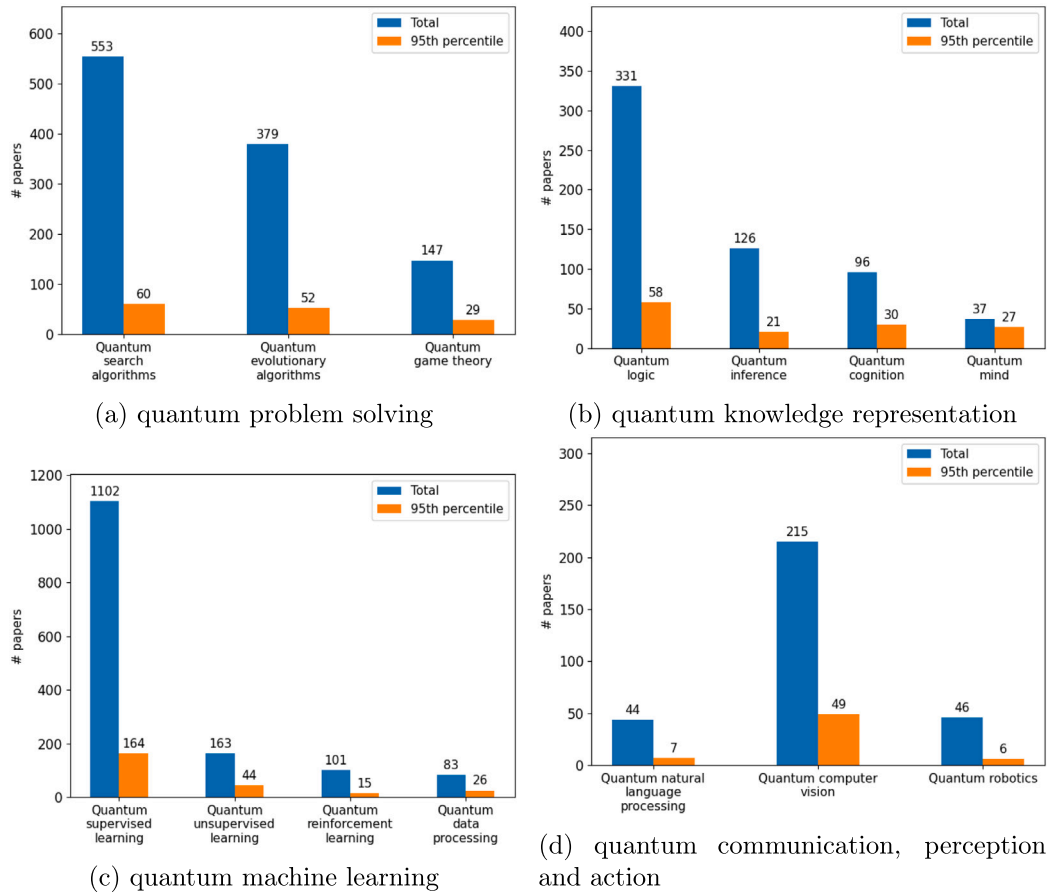 Total
95th percentile
# papers
600
500
400
300
200
100
0
553
60
379
52
147
29
Quantum
search
algorithms
Quantum
evolutionary
algorithms
Quantum
game theory
(a) quantum problem solving
Total
95th percentile
# papers
400
350
300
250
200
150
100
50
0
331
58
126
21
96
30
37
27
Quantum
logic
Quantum
inference
Quantum
cognition
Quantum
mind
(b) quantum knowledge representation
Total
95th percentile
# papers
1200
1000
800
600
400
200
0
1102
164
163
44
101
15
83
26
Quantum
supervised
learning
Quantum
unsupervised
learning
Quantum
reinforcement
learning
Quantum
data
processing
(c) quantum machine learning
Total
95th percentile
# papers
300
250
200
150
100
50
0
44
7
215
49
46
6
Quantum natural
language
processing
Quantum computer
vision
Quantum robotics
(d) quantum communication, perception
and action